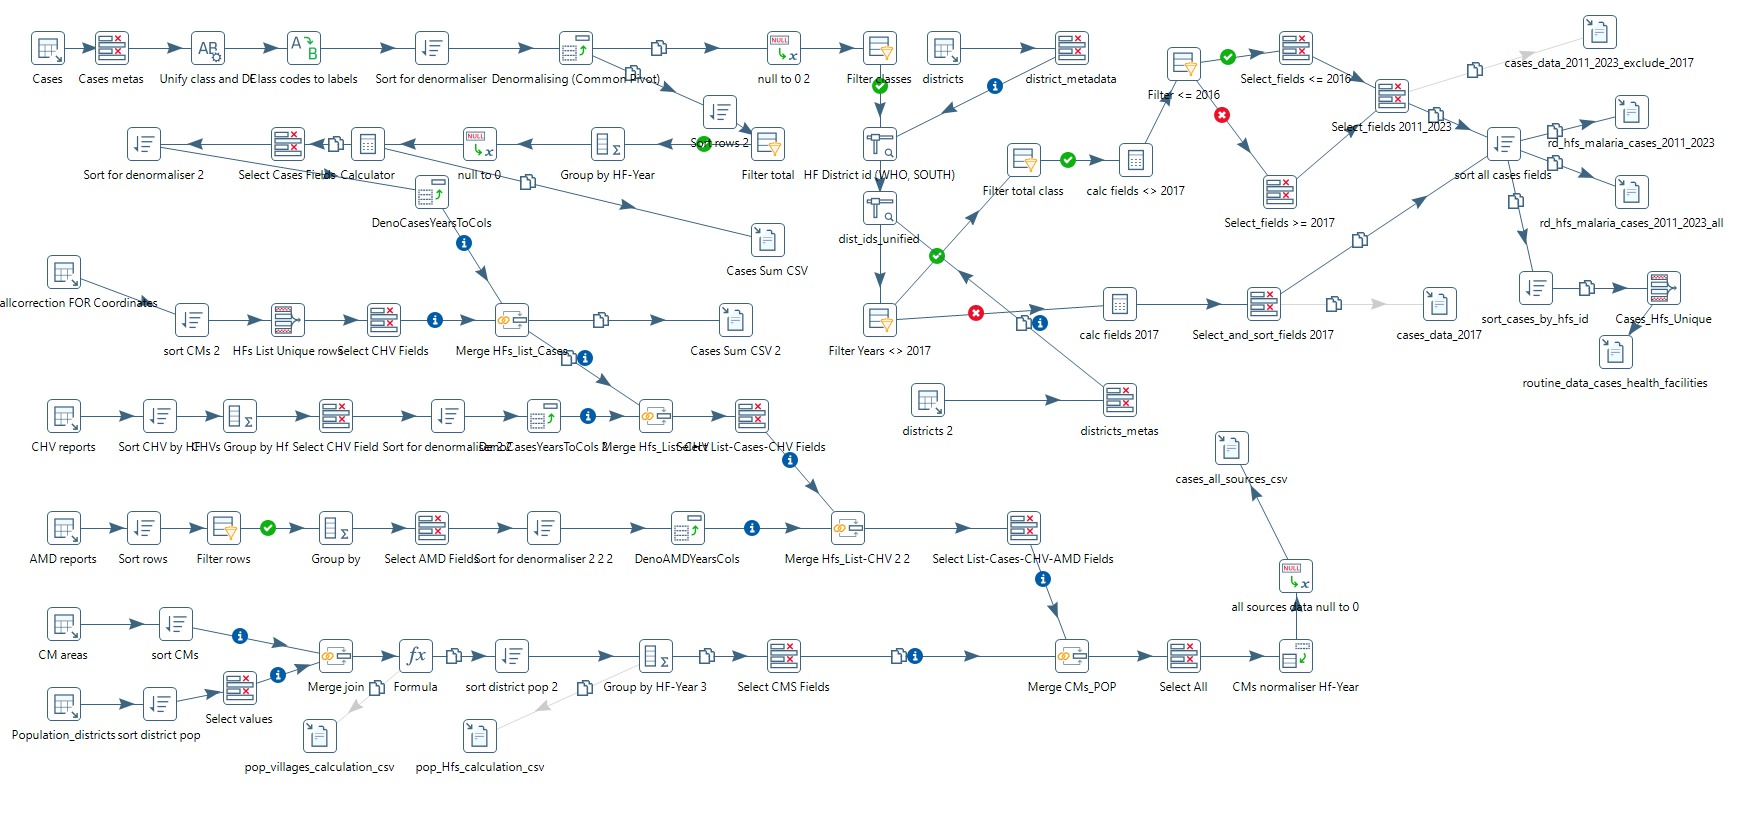 Cases
Cases metas
Unify class and DE
Class codes to labels
Sort for denormaliser
Denormalising (Common Pivot)
null to 0 2
Filter classes
districts
district_metadata
Filter <= 2016
Select_fields <= 2016
cases_data_2011_2023_exclude_2017
Select_fields 2011_2023
rd_hfs_malaria_cases_2011_2023
Sort rows 2
Sort for denormaliser 2
Select Cases Fields
Calculator
null to 0
Group by HF-Year
Filter total
HF District id (WHO, SOUTH)
Filter total class
calc fields <> 2017
sort all cases fields
DenoCasesYearsToCols
dist_ids_unified
Select_fields >= 2017
rd_hfs_malaria_cases_2011_2023_all
Cases Sum CSV
allcorrection FOR Coordinates
sort CMs 2
HFs List Unique rows
Select CHV Fields
Merge HFs_list_Cases
Cases Sum CSV 2
Filter Years <> 2017
calc fields 2017
Select_and_sort_fields 2017
cases_data_2017
sort_cases_by_hfs_id
Cases_Hfs_Unique
routine_data_cases_health_facilities
districts 2
districts_metas
CHV reports
Sort CHV by HF
CHVs Group by Hf
Select CHV Field
Sort for denormaliser 2 2
DenoCasesYearsToCols 2
Merge Hfs_List-CHV
Select List-Cases-CHV Fields
cases_all_sources_csv
AMD reports
Sort rows
Filter rows
Group by
Select AMD Fields
Sort for denormaliser 2 2 2
DenoAMDYearsCols
Merge Hfs_List-CHV 2 2
Select List-Cases-CHV-AMD Fields
all sources data null to 0
CM areas
sort CMs
Merge join
Formula
sort district pop 2
Group by HF-Year 3
Select CMS Fields
Merge CMs_POP
Select All
CMs normaliser Hf-Year
Population_districts
sort district pop
Select values
pop_villages_calculation_csv
pop_Hfs_calculation_csv